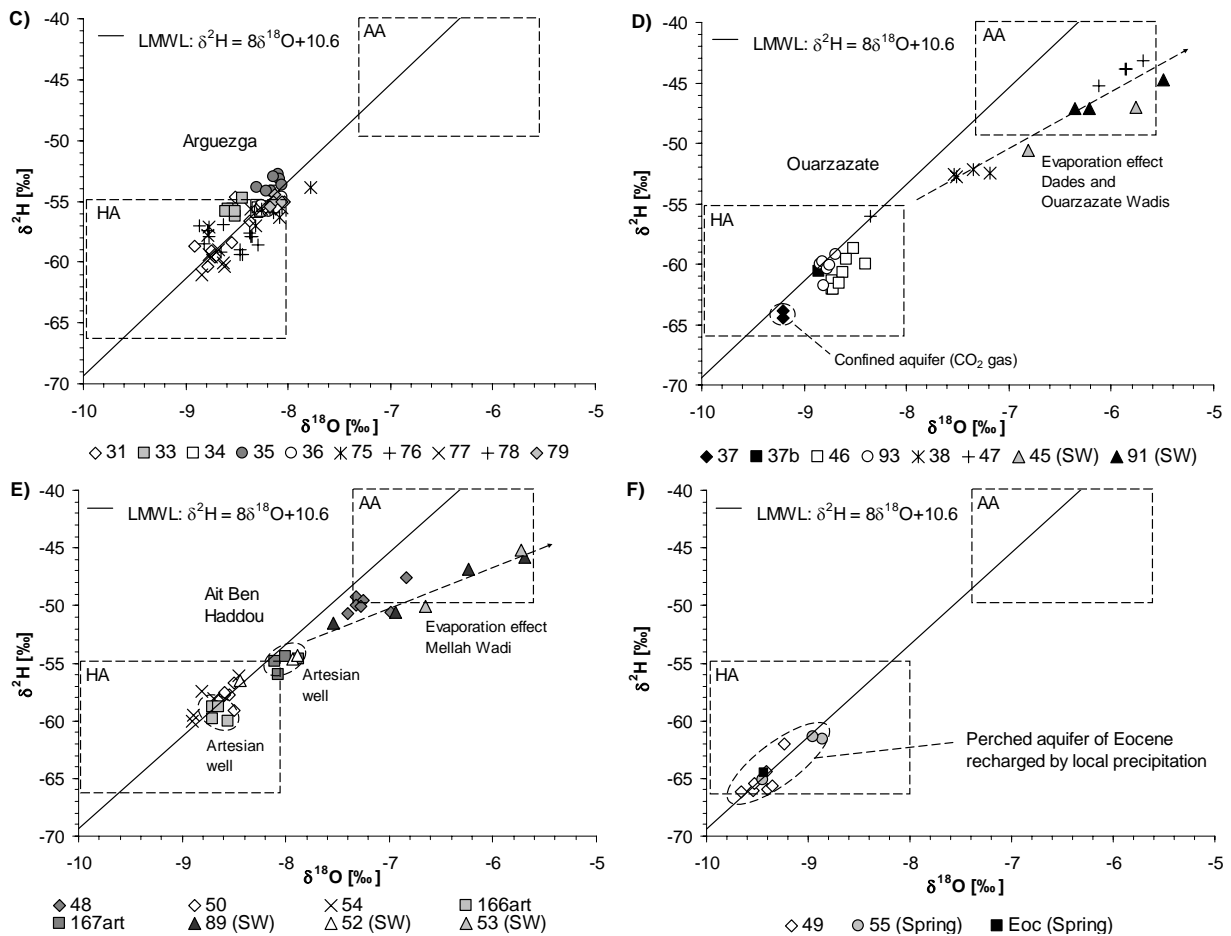 C)
LMWL: δ²H = 8δ¹⁸O+10.6
AA
Arguezga
HA
δ²H [‰]
-40
-45
-50
-55
-60
-65
-70
-10
-9
-8
-7
-6
-5
δ¹⁸O [‰]
31 33 34 35 36 75 76 77 78 79
D)
LMWL: δ²H = 8δ¹⁸O+10.6
AA
Ouarzazate
Evaporation effect
Dades and
Ouarzazate Wadis
HA
Confined aquifer (CO₂ gas)
δ²H [‰]
-40
-45
-50
-55
-60
-65
-70
-10
-9
-8
-7
-6
-5
δ¹⁸O [‰]
37 37b 46 93 38 47 45 (SW) 91 (SW)
E)
LMWL: δ²H = 8δ¹⁸O+10.6
AA
Ait Ben
Haddou
Evaporation effect
Mellah Wadi
HA
Artesian
well
Artesian
well
δ²H [‰]
-40
-45
-50
-55
-60
-65
-70
-10
-9
-8
-7
-6
-5
δ¹⁸O [‰]
48 50 54 166art
167art 89 (SW) 52 (SW) 53 (SW)
F)
LMWL: δ²H = 8δ¹⁸O+10.6
AA
HA
Perched aquifer of Eocene
recharged by local precipitation
δ²H [‰]
-40
-45
-50
-55
-60
-65
-70
-10
-9
-8
-7
-6
-5
δ¹⁸O [‰]
49 55 (Spring) Eoc (Spring)